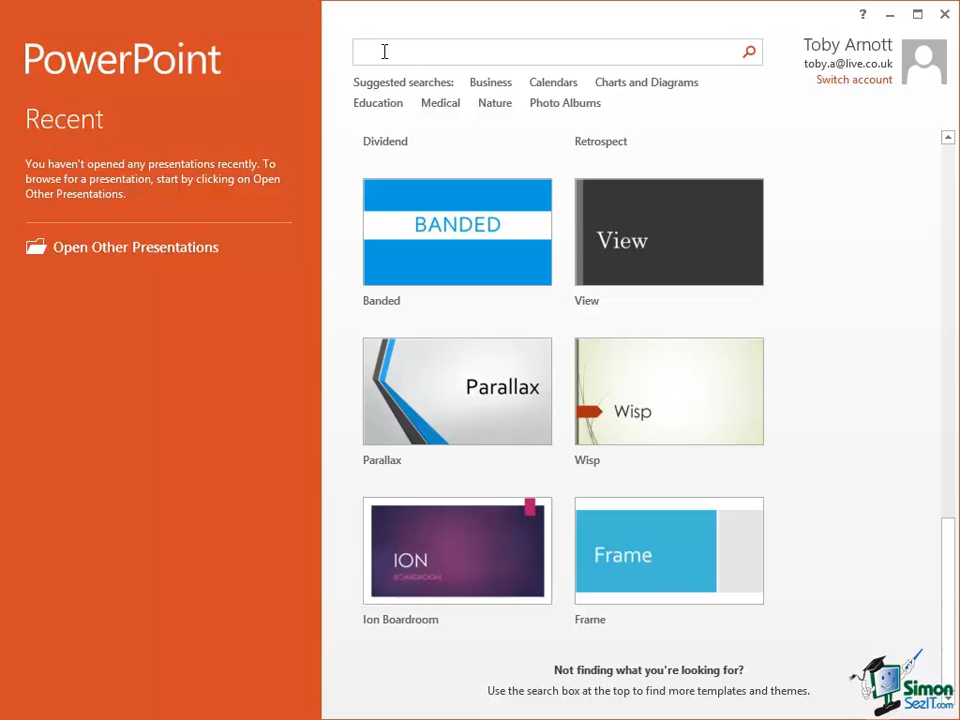 ?
PowerPoint
Toby Arnott
toby.a@live.co.uk
Switch account
Recent
Suggested searches: Business Calendars Charts and Diagrams
Education Medical Nature Photo Albums
You haven't opened any presentations recently. To
browse for a presentation, start by clicking on Open
Other Presentations.
Open Other Presentations
Dividend Retrospect
BANDED
View
Banded View
Parallax
Wisp
Parallax Wisp
ION
BOARDROOM
Frame
Ion Boardroom Frame
Not finding what you're looking for?
Use the search box at the top to find more templates and themes.
Simon
SezIT.com